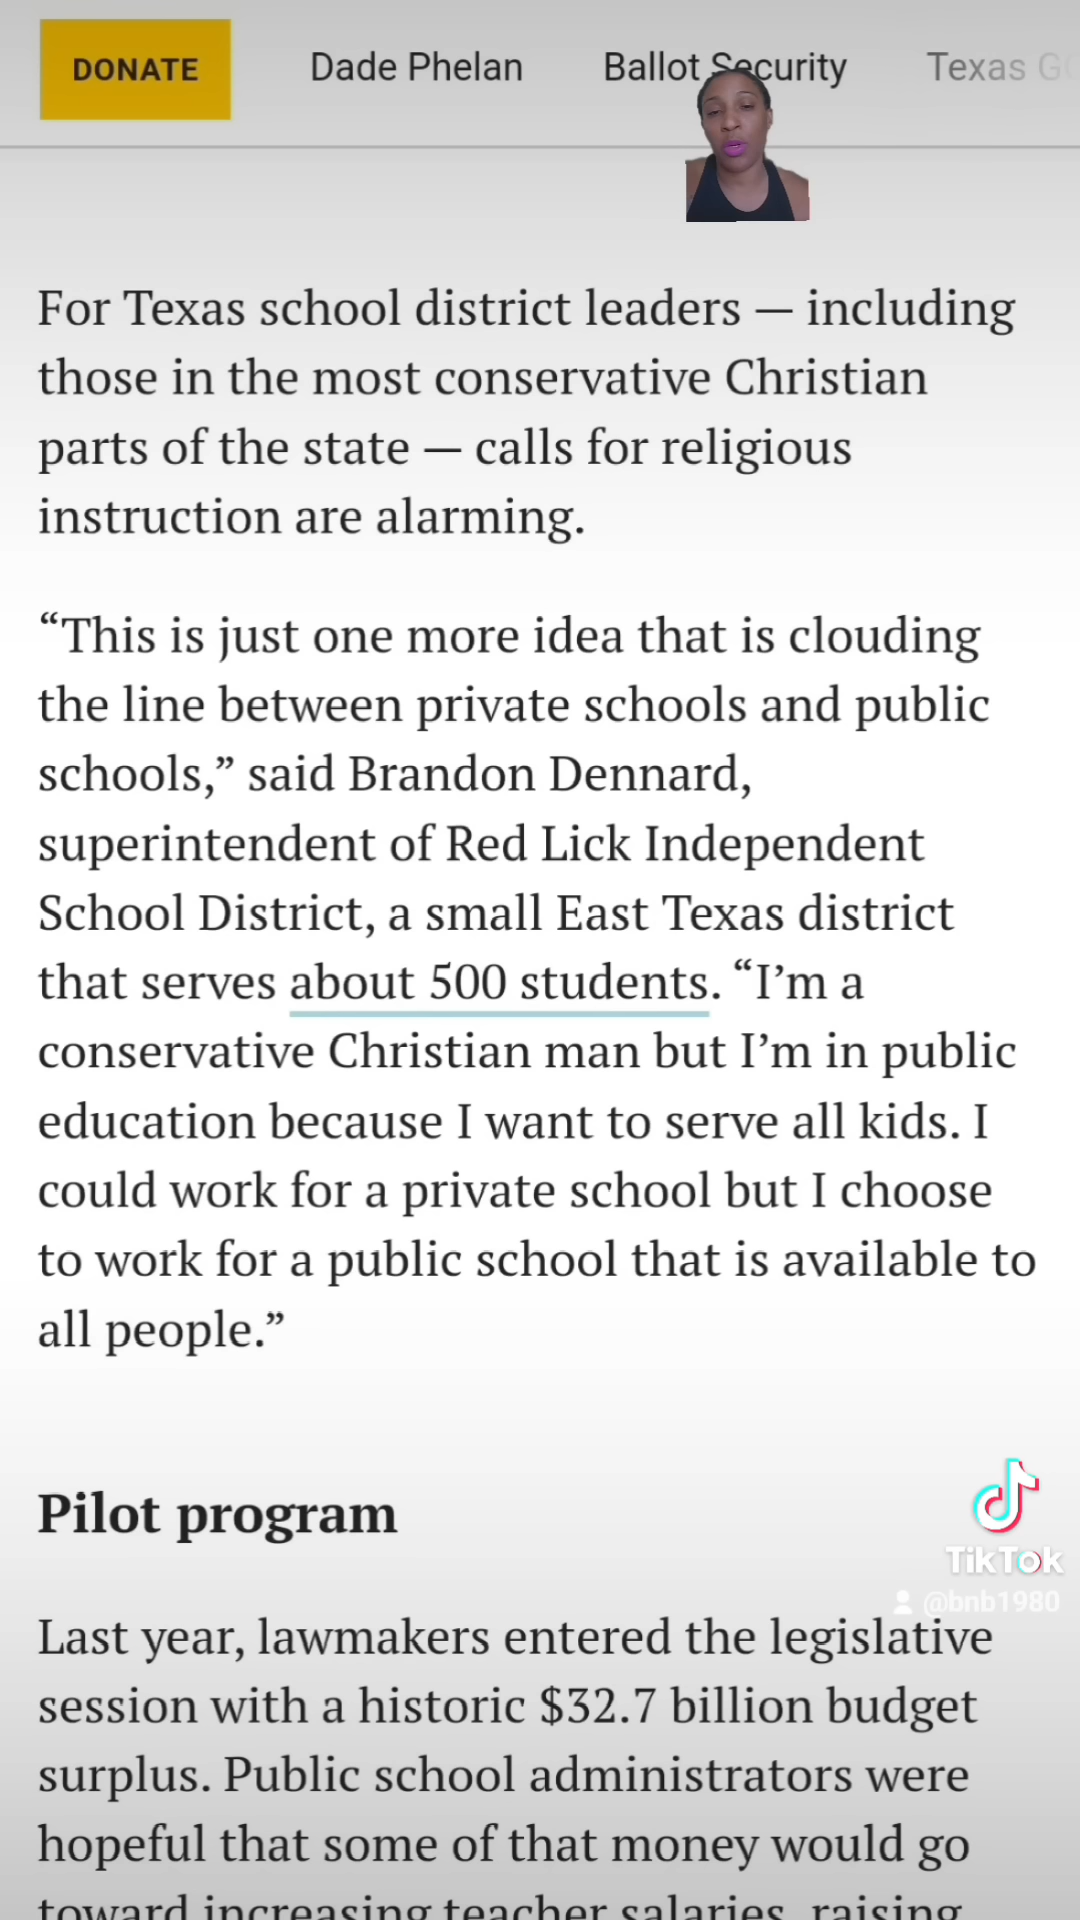 DONATE Dade Phelan Ballot Security Texas
For Texas school district leaders — including
those in the most conservative Christian
parts of the state — calls for religious
instruction are alarming.
“This is just one more idea that is clouding
the line between private schools and public
schools,” said Brandon Dennard,
superintendent of Red Lick Independent
School District, a small East Texas district
that serves about 500 students. “I’m a
conservative Christian man but I’m in public
education because I want to serve all kids. I
could work for a private school but I choose
to work for a public school that is available to
all people.”
Pilot program
TikTok
@bnb1980
Last year, lawmakers entered the legislative
session with a historic $32.7 billion budget
surplus. Public school administrators were
hopeful that some of that money would go
toward increasing teacher salaries, raising